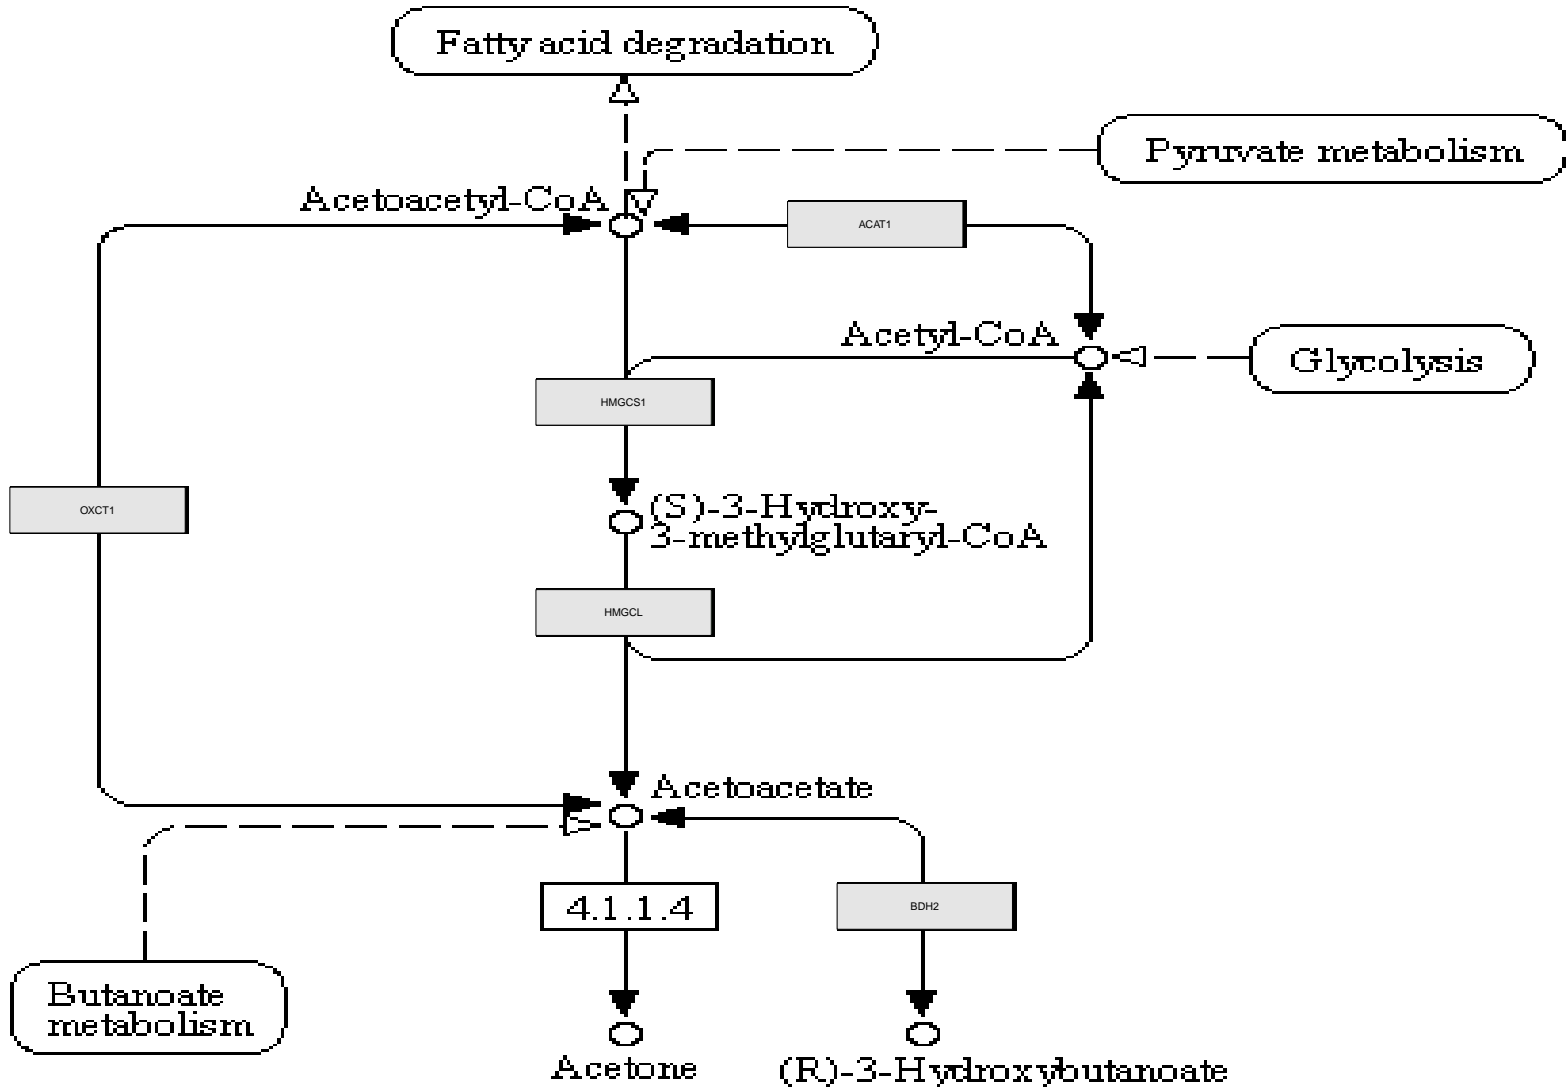 Fatty acid degradation
Pyruvate metabolism
Acetoacetyl-CoA
ACAT1
Acetyl-CoA
Glycolysis
HMGCS1
OXCT1
(S)-3-Hydroxy-
3-methylglutaryl-CoA
HMGCL
Acetoacetate
4.1.1.4
BDH2
Butanoate
metabolism
Acetone
(R)-3-Hydroxybutanoate